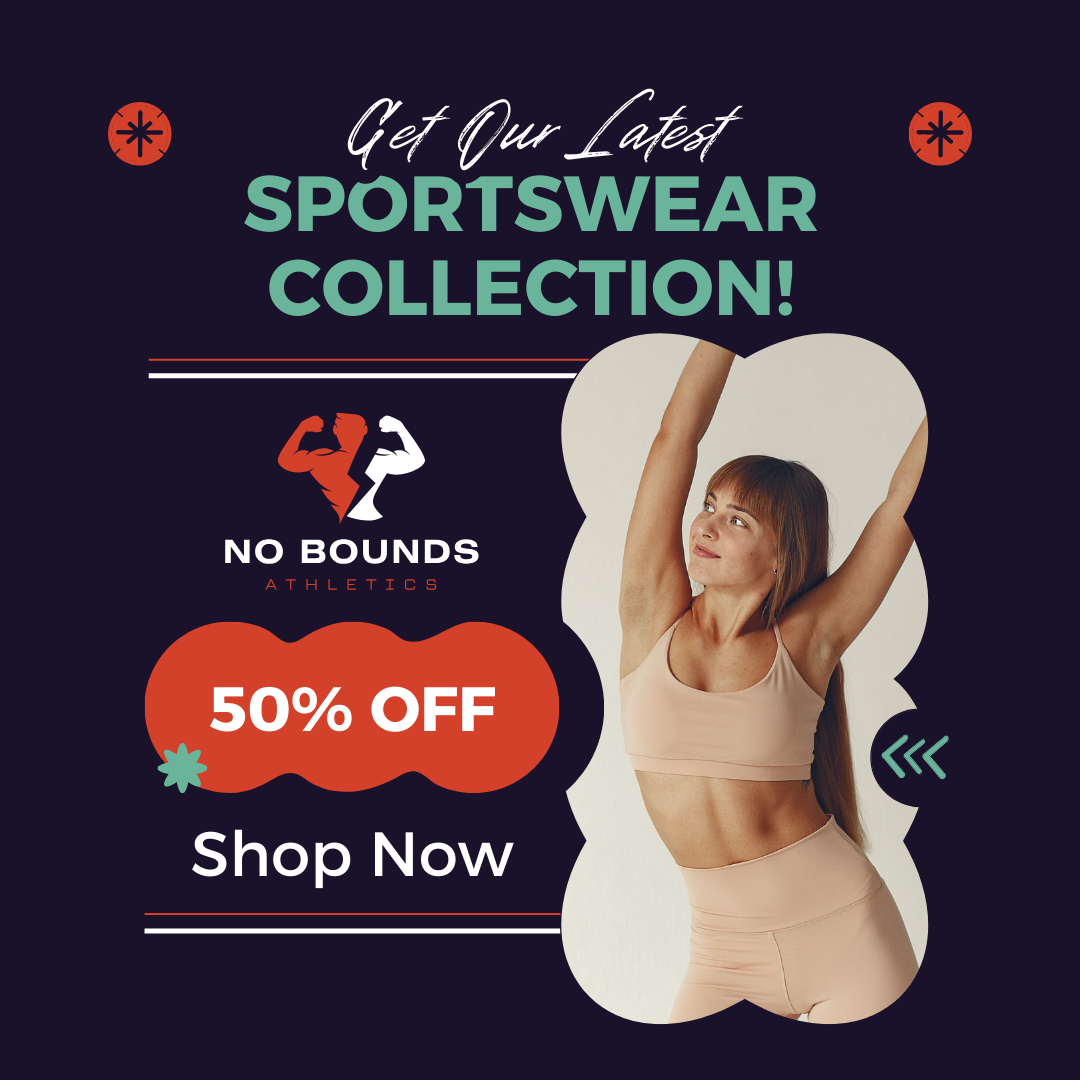 Get Our Latest
SPORTSWEAR
COLLECTION!
NO BOUNDS
ATHLETICS
50% OFF
Shop Now